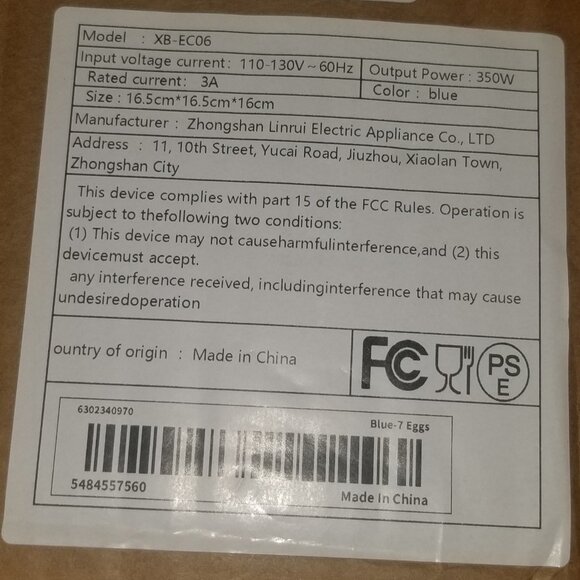 Model : XB-EC06
Input voltage current: 110-130V~60Hz
Output Power : 350W
Rated current: 3A
Color : blue
Size : 16.5cm*16.5cm*16cm
Manufacturer : Zhongshan Linrui Electric Appliance Co., LTD
Address : 11, 10th Street, Yucai Road, Jiuzhou, Xiaolan Town,
Zhongshan City
This device complies with part 15 of the FCC Rules. Operation is
subject to thefollowing two conditions:
(1) This device may not causeharmfulinterference,and (2) this
devicemust accept.
any interference received, includinginterference that may cause
undesiredoperation
ountry of origin : Made in China
FC
PS
E
6302340970
Blue-7 Eggs
5484557560
Made In China